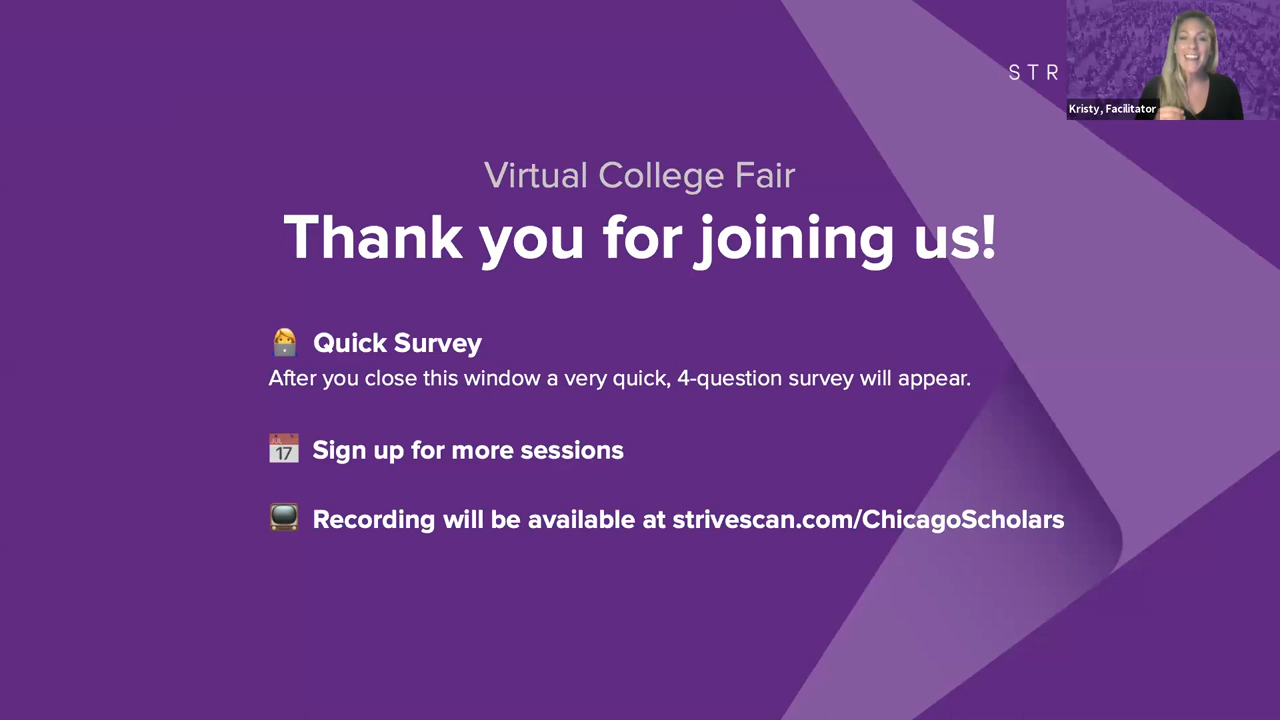 STR
Kristy, Facilitator
Virtual College Fair
Thank you for joining us!
Quick Survey
After you close this window a very quick, 4-question survey will appear.
JUL
17
Sign up for more sessions
Recording will be available at strivescan.com/ChicagoScholars